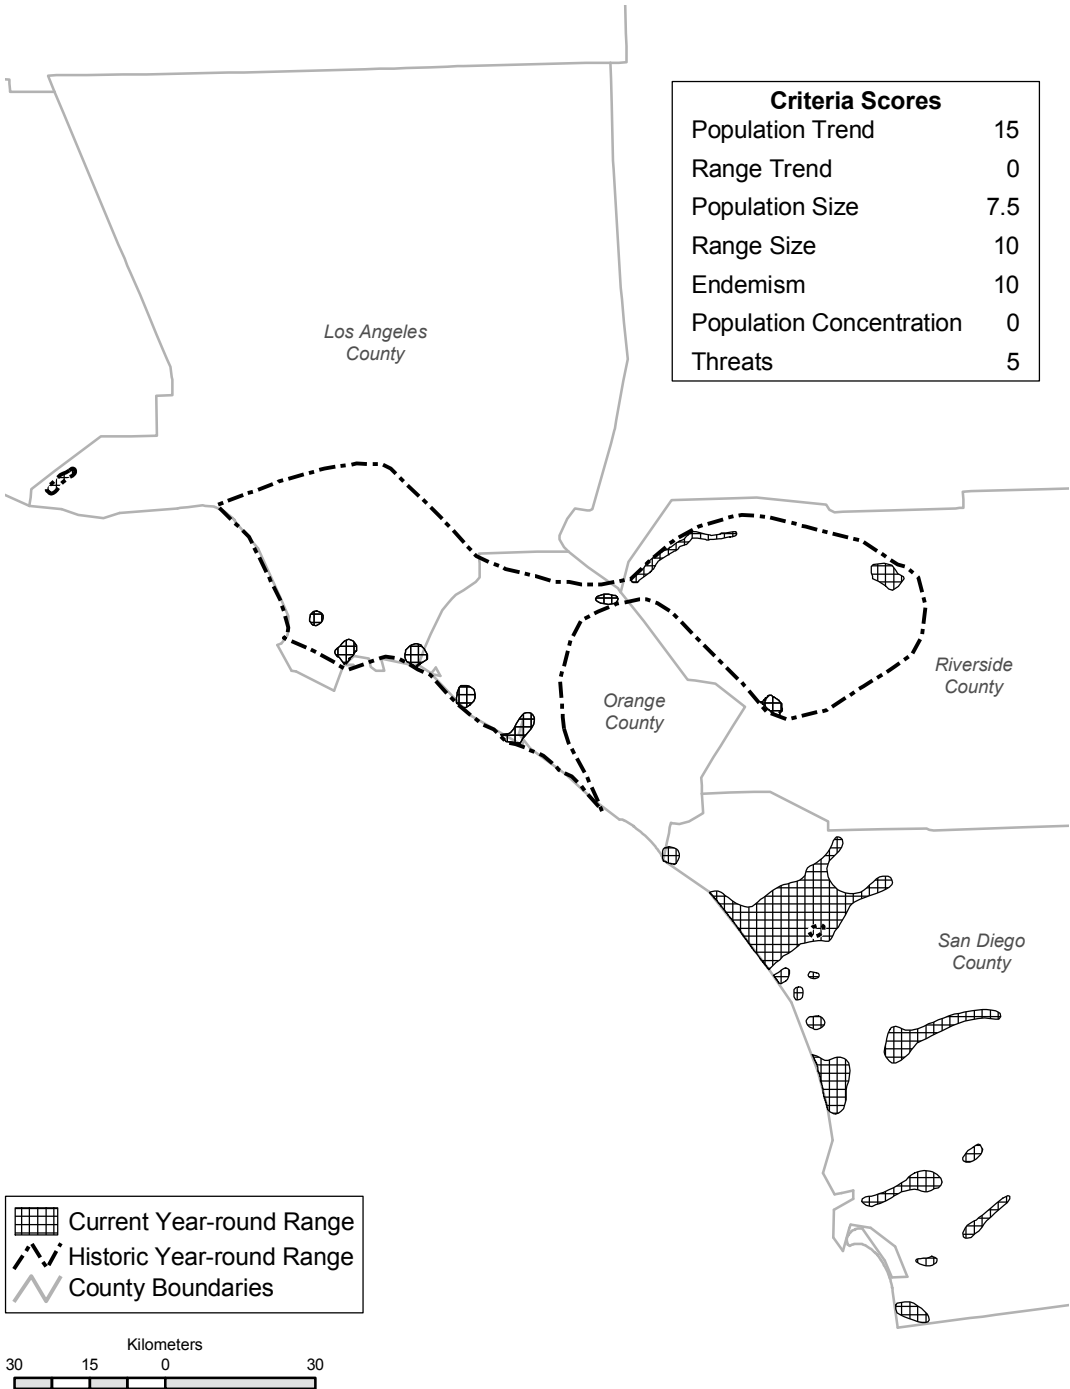 Criteria Scores
Population Trend 15
Range Trend 0
Population Size 7.5
Range Size 10
Endemism 10
Population Concentration 0
Threats 5
Los Angeles
County
Riverside
County
Orange
County
San Diego
County
Current Year-round Range
Historic Year-round Range
County Boundaries
Kilometers
30 15 0 30